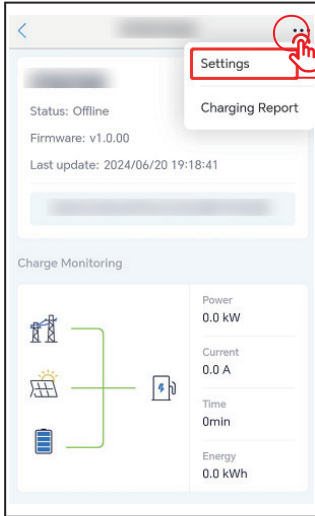 Settings
Charging Report
Status: Offline
Firmware: v1.0.00
Last update: 2024/06/20 19:18:41
Charge Monitoring
Power
0.0 kW
Current
0.0 A
Time
0min
Energy
0.0 kWh